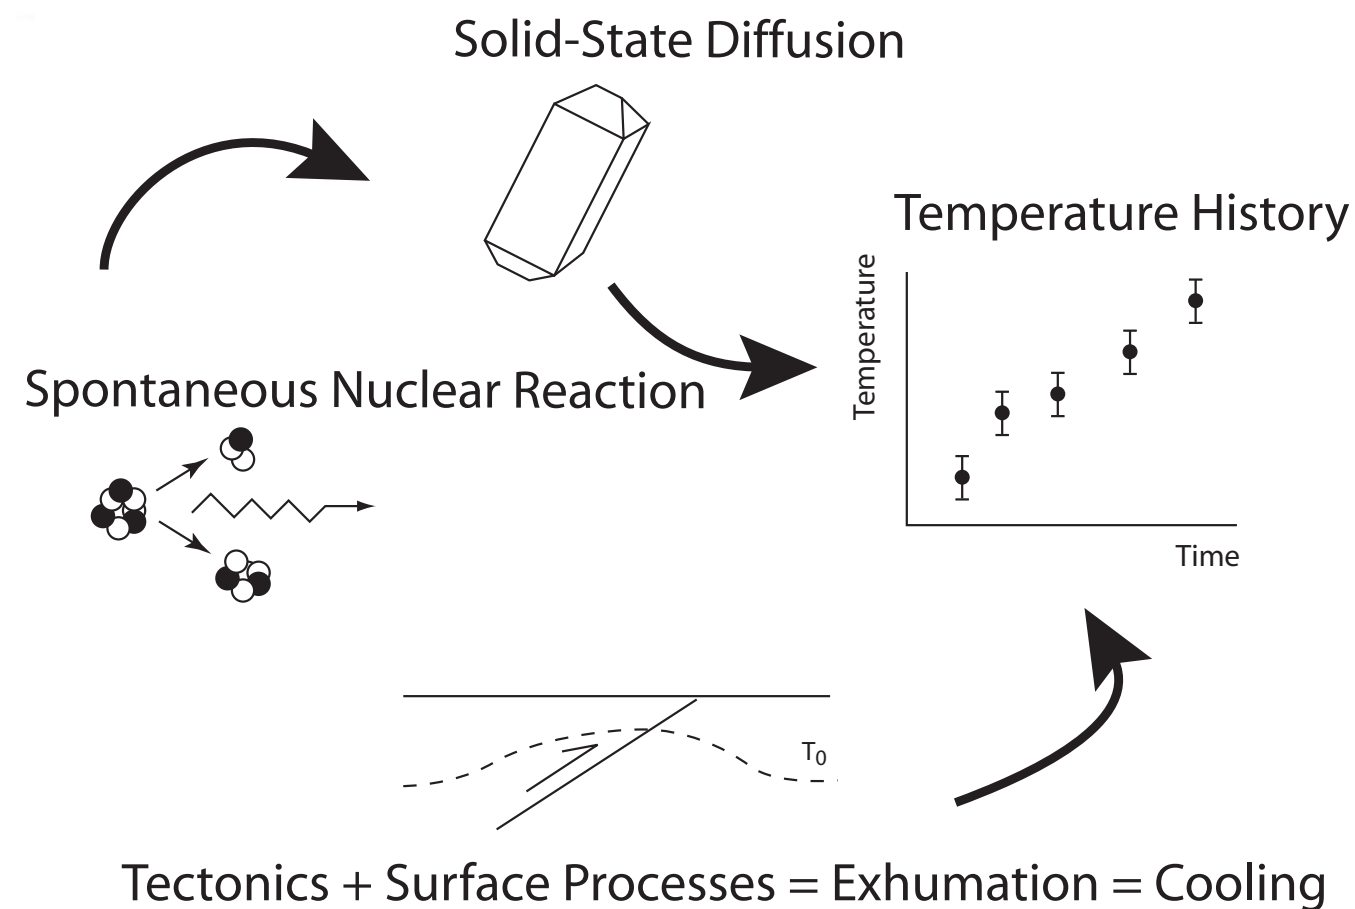 Solid-State Diffusion
Temperature History
Temperature
Spontaneous Nuclear Reaction
Time
T0
Tectonics + Surface Processes = Exhumation = Cooling